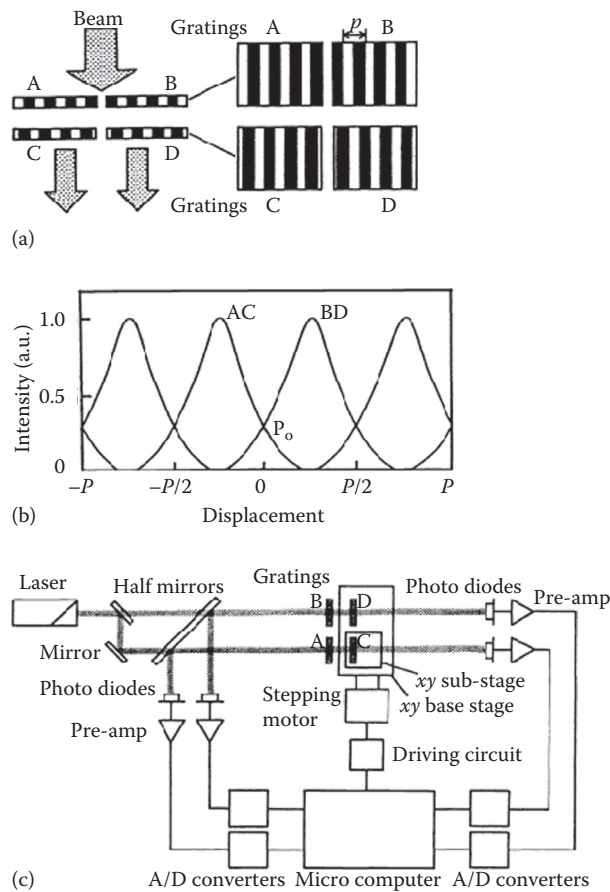 Beam
Gratings A p B
A B
C D
Gratings C D
(a)
1.0 AC BD
Intensity (a.u.)
0.5
P₀
0
−P −P/2 0 P/2 P
Displacement
(b)
Laser Half mirrors Gratings Photo diodes Pre-amp
B D
A C
Mirror
Photo diodes
Pre-amp
Stepping motor
xy sub-stage
xy base stage
Driving circuit
A/D converters Micro computer A/D converters
(c)